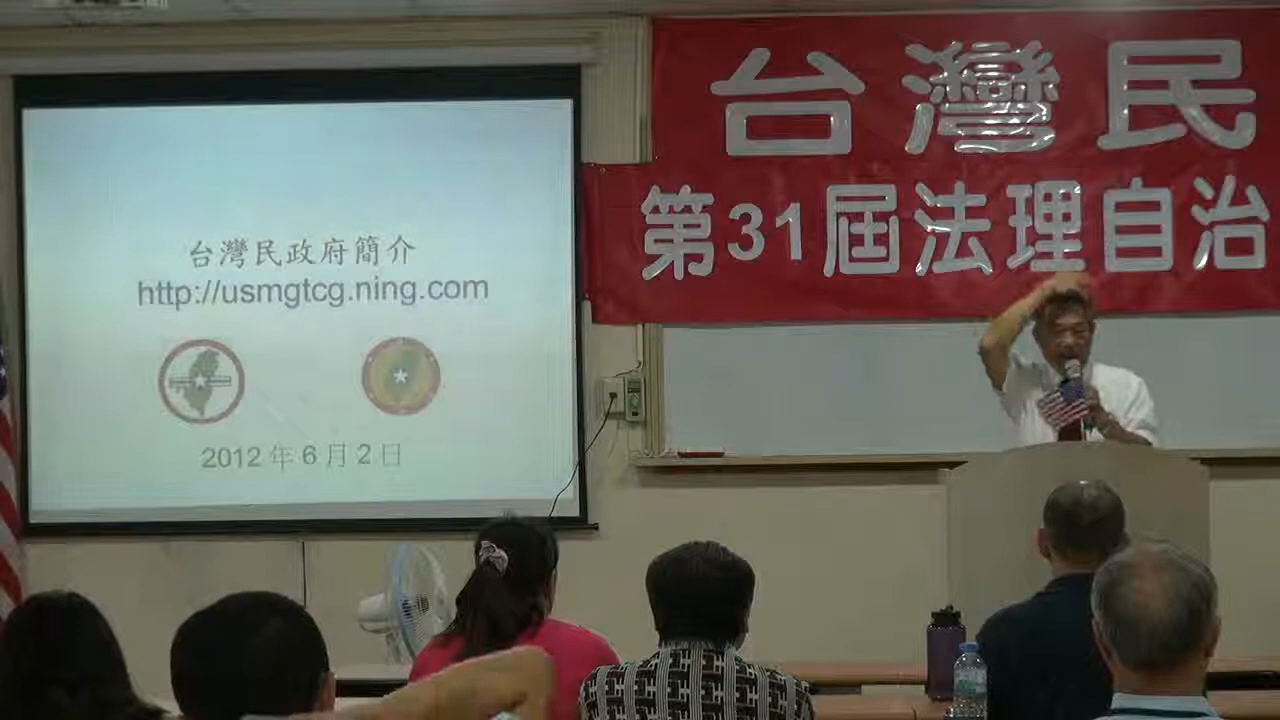 台灣民
第31屆法理自治
台灣民政府簡介
http://usmgtcg.ning.com
2012年6月2日